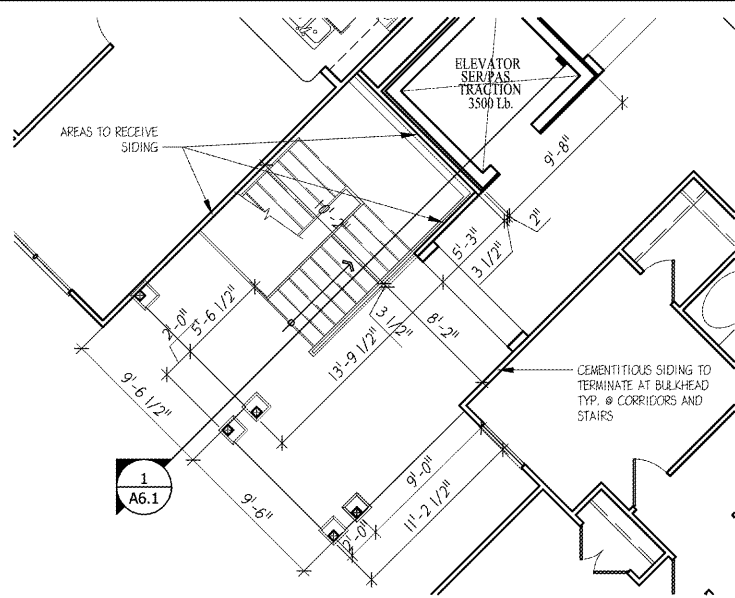 ELEVATOR
SER/PAS.
TRACTION
3500 Lb.
AREAS TO RECEIVE
SIDING
9'-8"
2"
5'-3"
3 1/2"
2'-0"
5'-6 1/2"
3 1/2"
8'-2"
13'-9 1/2"
9'-6 1/2"
CEMENTITIOUS SIDING TO
TERMINATE AT BULKHEAD
TYP. @ CORRIDORS AND
STAIRS
1
A6.1
9'-6"
9'-0"
11'-2 1/2"
2'-0"